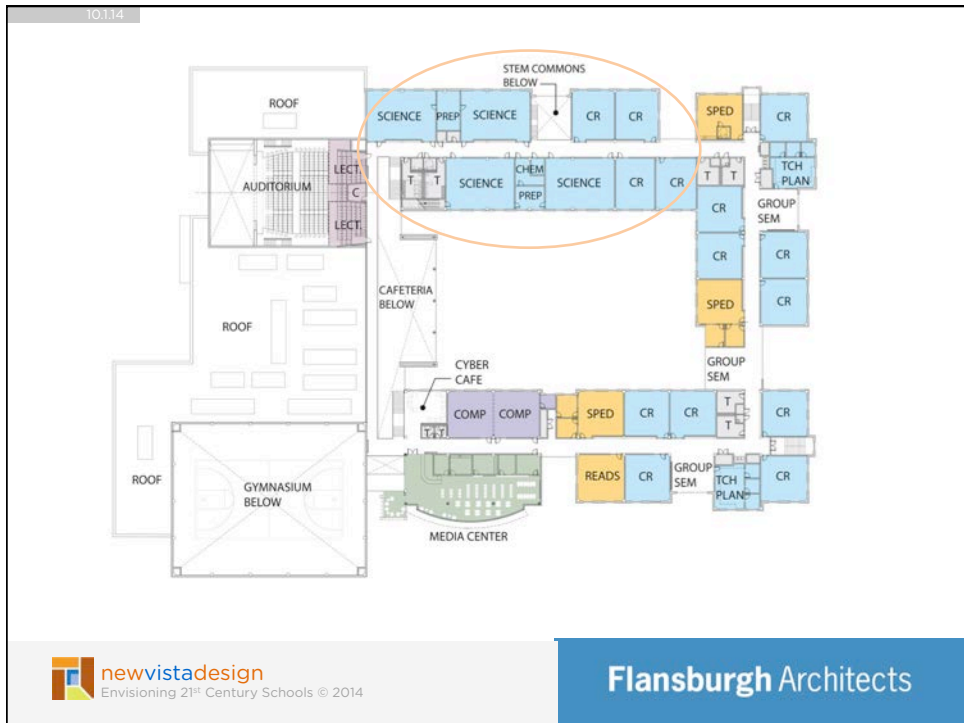 10.1.14
STEM COMMONS
BELOW
ROOF
SCIENCE
PREP
SCIENCE
CR
CR
SPED
CR
AUDITORIUM
LECT.
C
LECT.
T
T
SCIENCE
CHEM
PREP
SCIENCE
CR
CR
T
T
TCH
PLAN
GROUP
SEM
CR
CR
CR
SPED
CR
CAFETERIA
BELOW
ROOF
GROUP
SEM
CYBER
CAFE
COMP
COMP
SPED
CR
CR
T
T
CR
T
T
ROOF
GYMNASIUM
BELOW
READS
CR
GROUP
SEM
TCH
PLAN
CR
MEDIA CENTER
newvistadesign
Envisioning 21st Century Schools © 2014
Flansburgh Architects